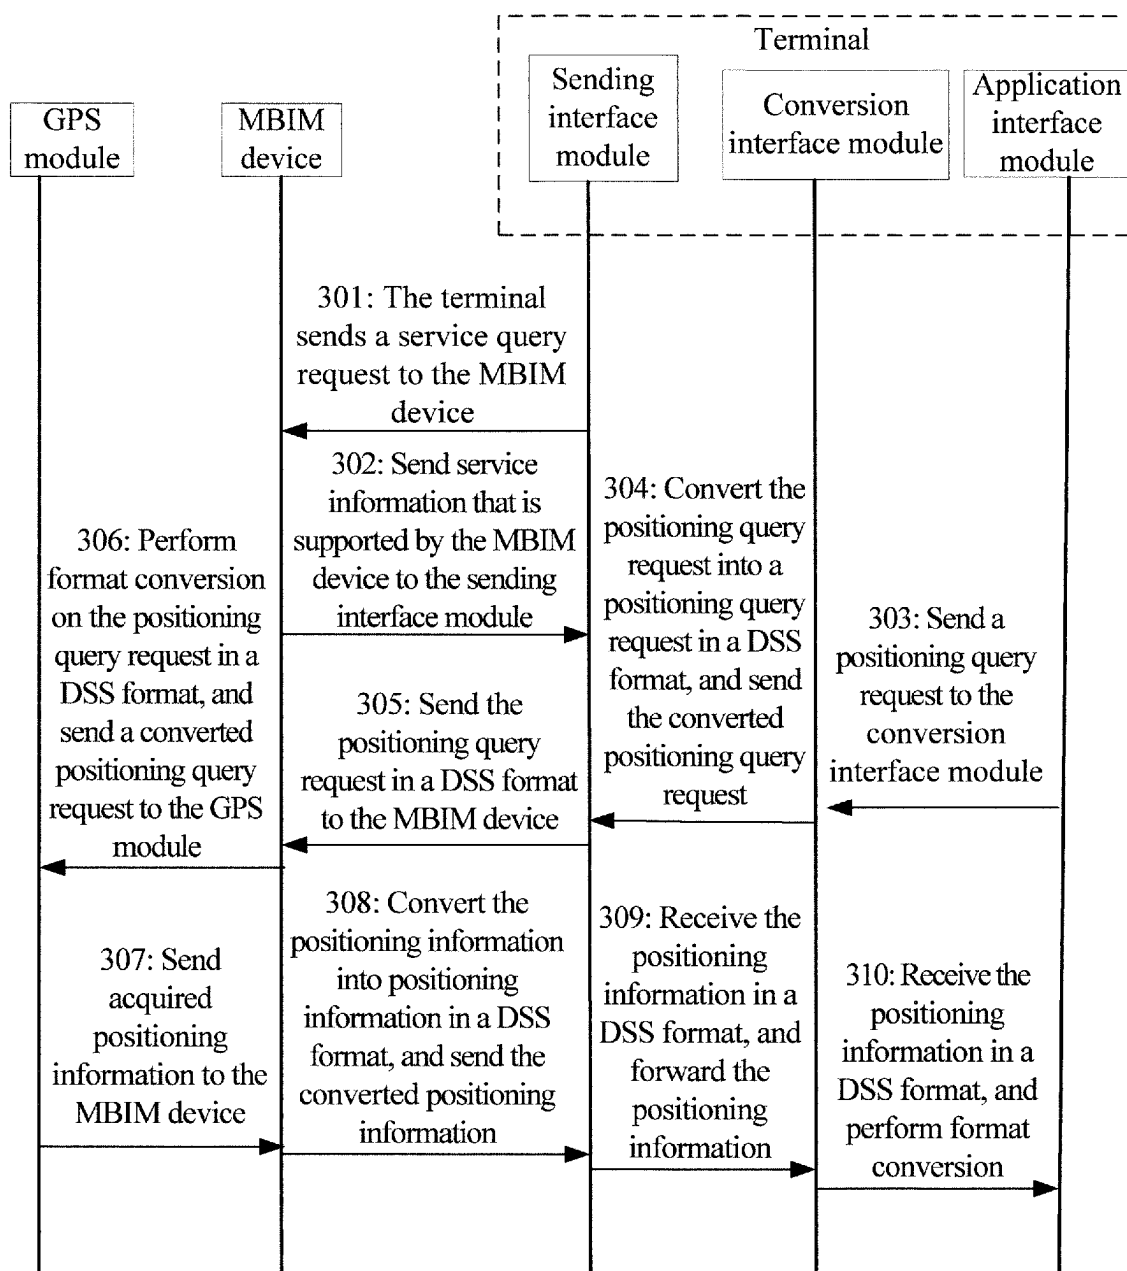 Terminal
GPS
module
MBIM
device
Sending
interface
module
Conversion
interface module
Application
interface
module
301: The terminal
sends a service query
request to the MBIM
device
302: Send service
information that is
supported by the MBIM
device to the sending
interface module
303: Send a
positioning query
request to the
conversion
interface module
304: Convert the
positioning query
request into a
positioning query
request in a DSS
format, and send
the converted
positioning query
request
305: Send the
positioning query
request in a DSS format
to the MBIM device
306: Perform
format conversion
on the positioning
query request in a
DSS format, and
send a converted
positioning query
request to the GPS
module
307: Send
acquired
positioning
information to the
MBIM device
308: Convert the
positioning information
into positioning
information in a DSS
format, and send the
converted positioning
information
309: Receive the
positioning
information in a
DSS format, and
forward the
positioning
information
310: Receive the
positioning
information in a
DSS format, and
perform format
conversion